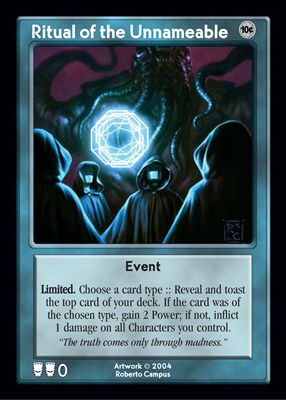 Ritual of the Unnameable
10¢
Event
Limited. Choose a card type :: Reveal and toast
the top card of your deck. If the card was of
the chosen type, gain 2 Power; if not, inflict
1 damage on all Characters you control.
"The truth comes only through madness."
0
Artwork © 2004
Roberto Campus